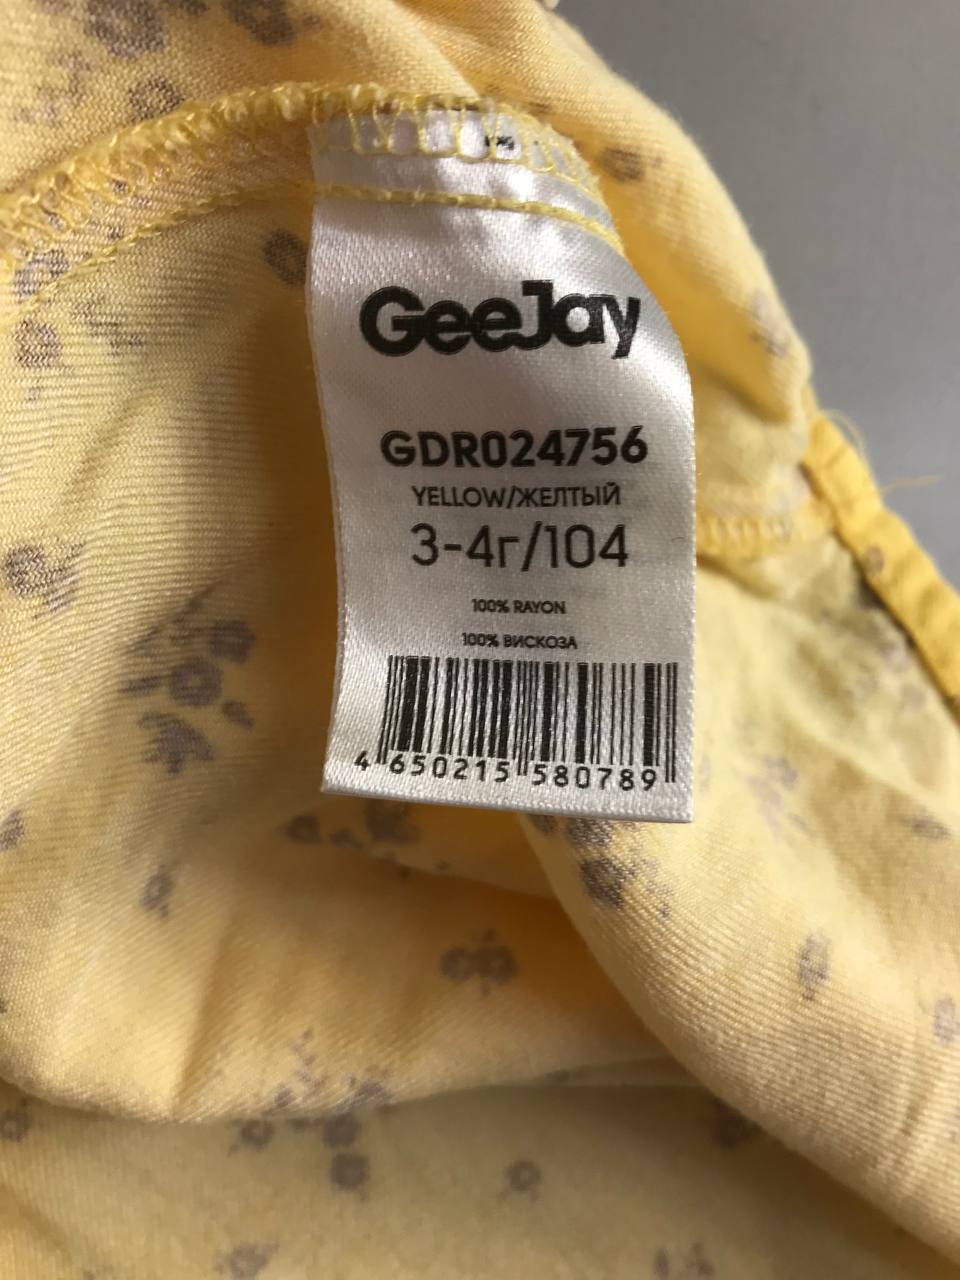 GeeJay
GDR024756
YELLOW/ЖЕЛТЫЙ
3-4г/104
100% RAYON
100% ВИСКОЗА
4 650215 580789